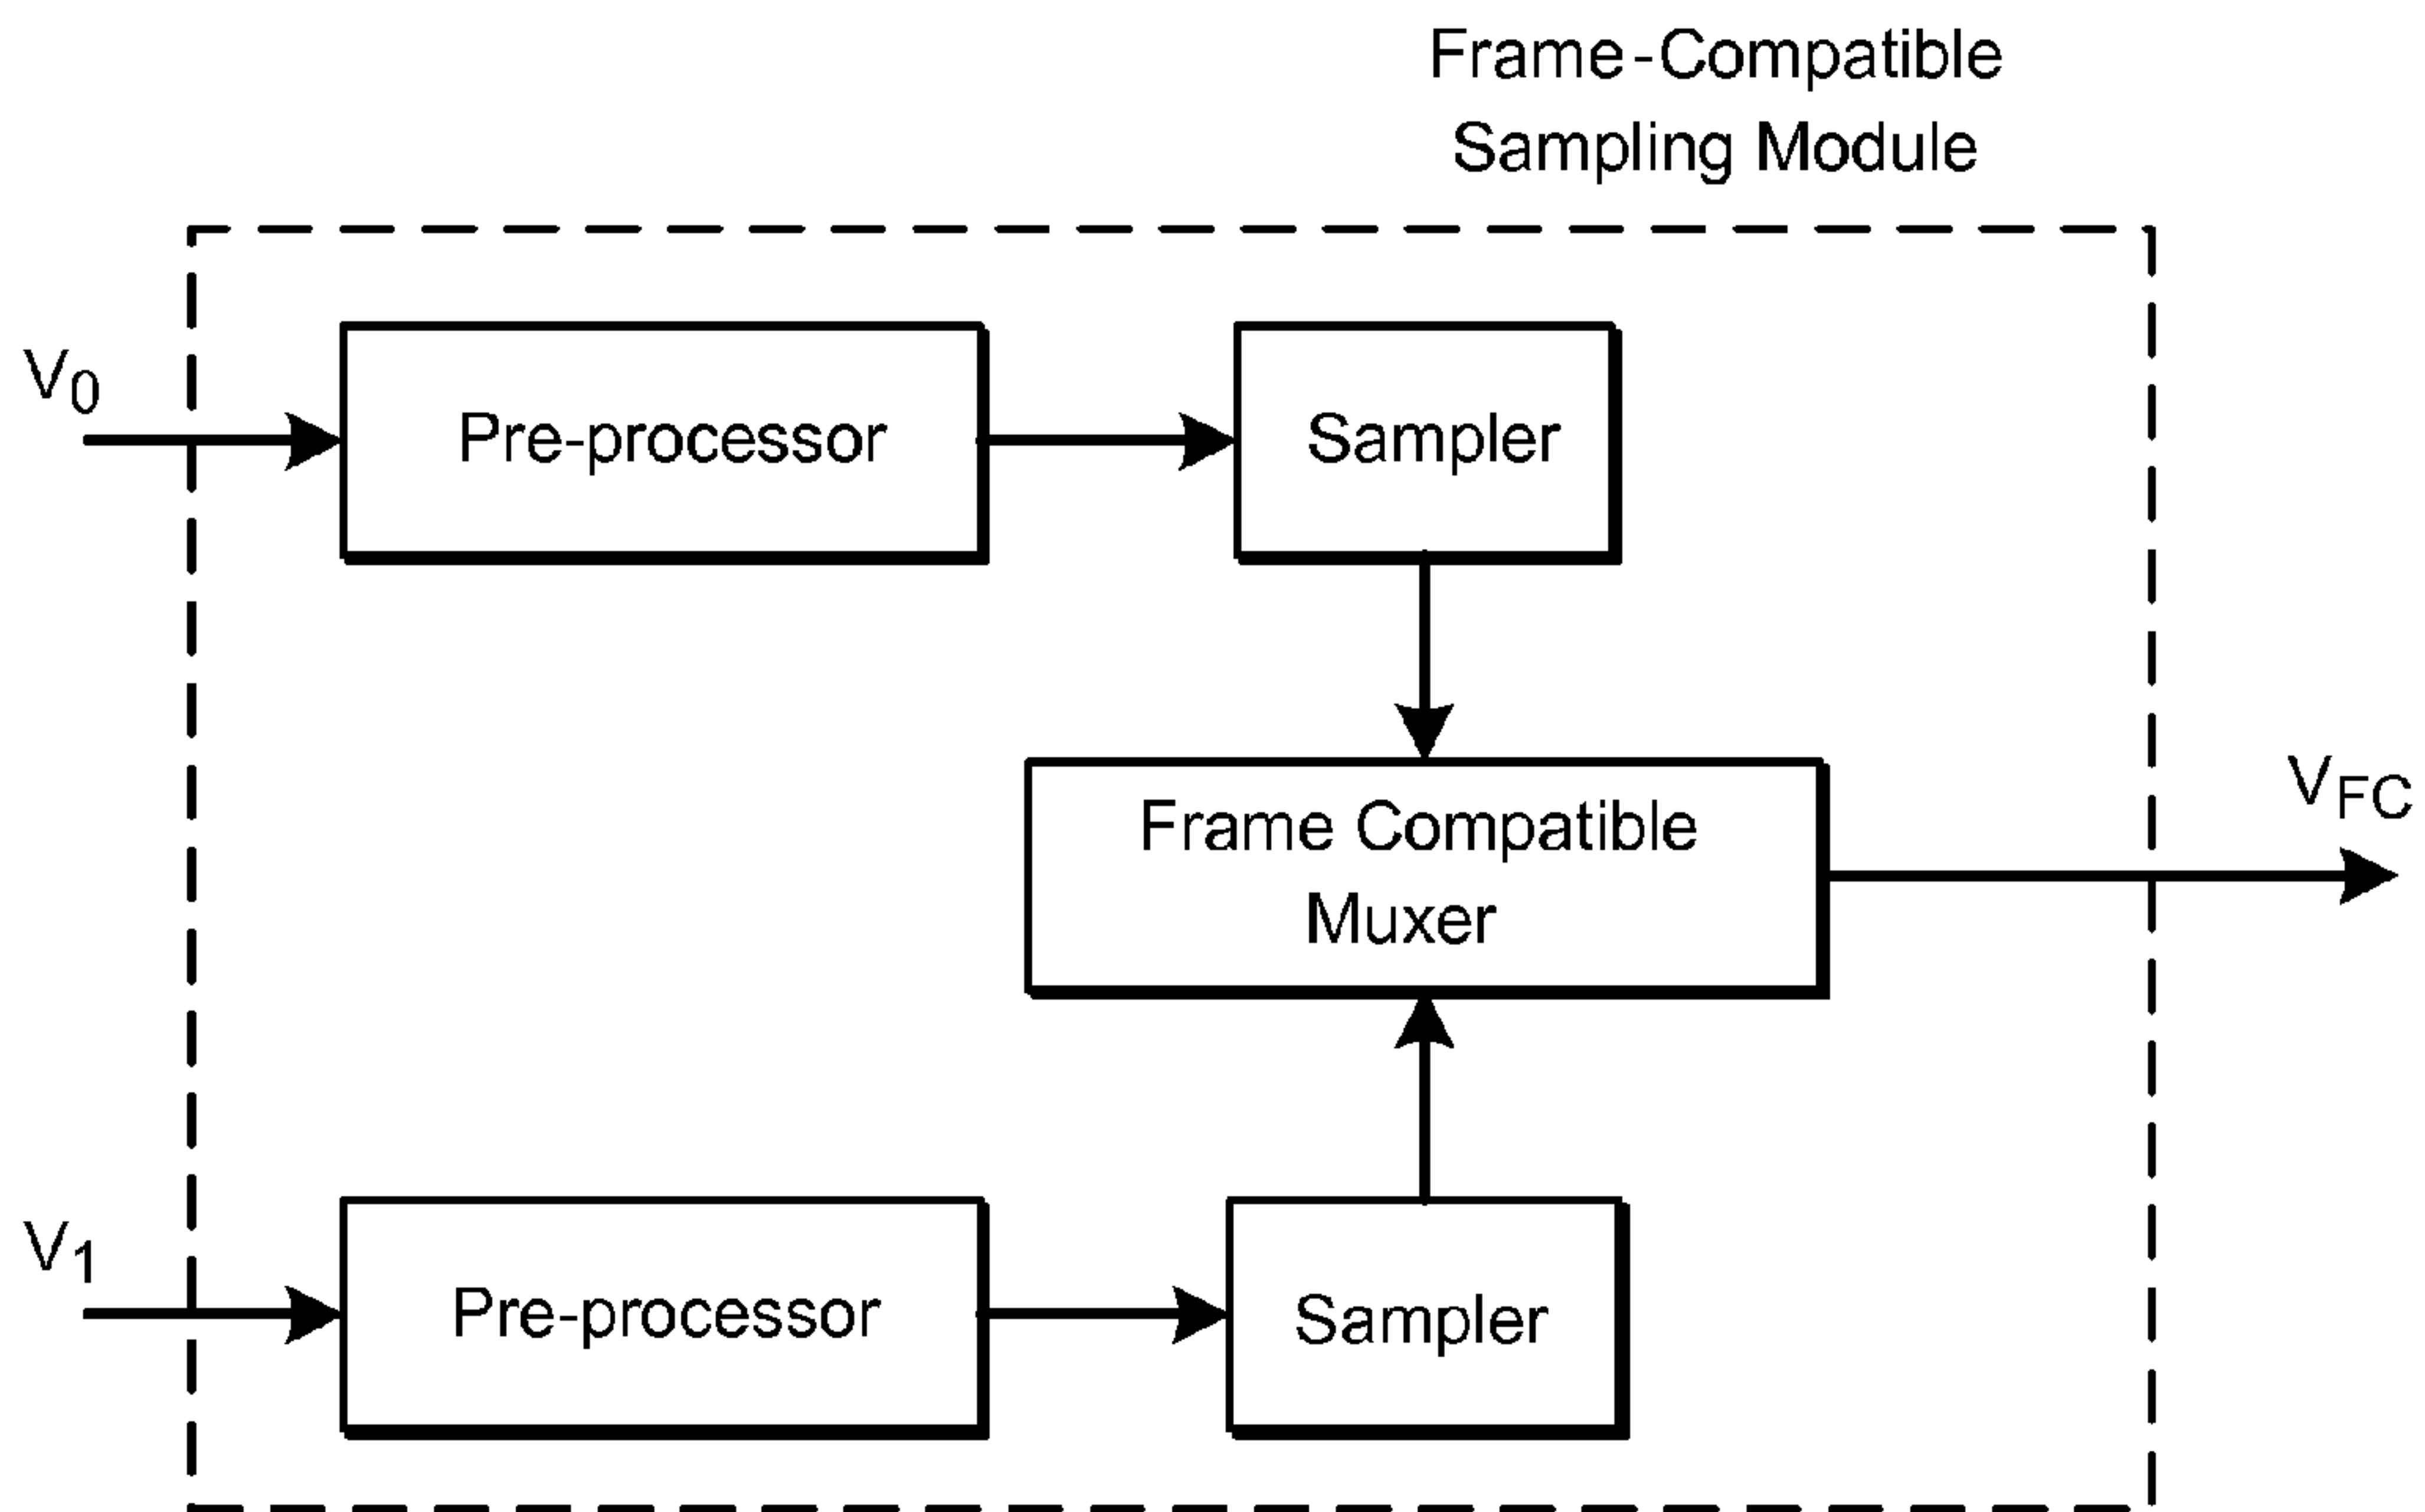 Frame-Compatible
Sampling Module
V0
Pre-processor
Sampler
Frame Compatible
Muxer
VFC
V1
Pre-processor
Sampler